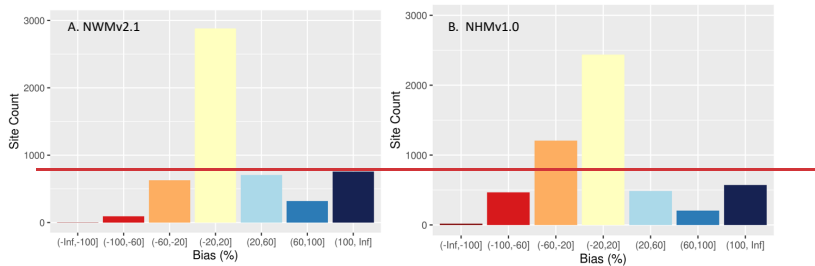 A. NWMv2.1
Site Count
3000
2000
1000
0
(-Inf,-100] (-100,-60] (-60,-20] (-20,20] (20,60] (60,100] (100, Inf]
Bias (%)
B. NHMv1.0
Site Count
3000
2000
1000
0
(-Inf,-100] (-100,-60] (-60,-20] (-20,20] (20,60] (60,100] (100, Inf]
Bias (%)